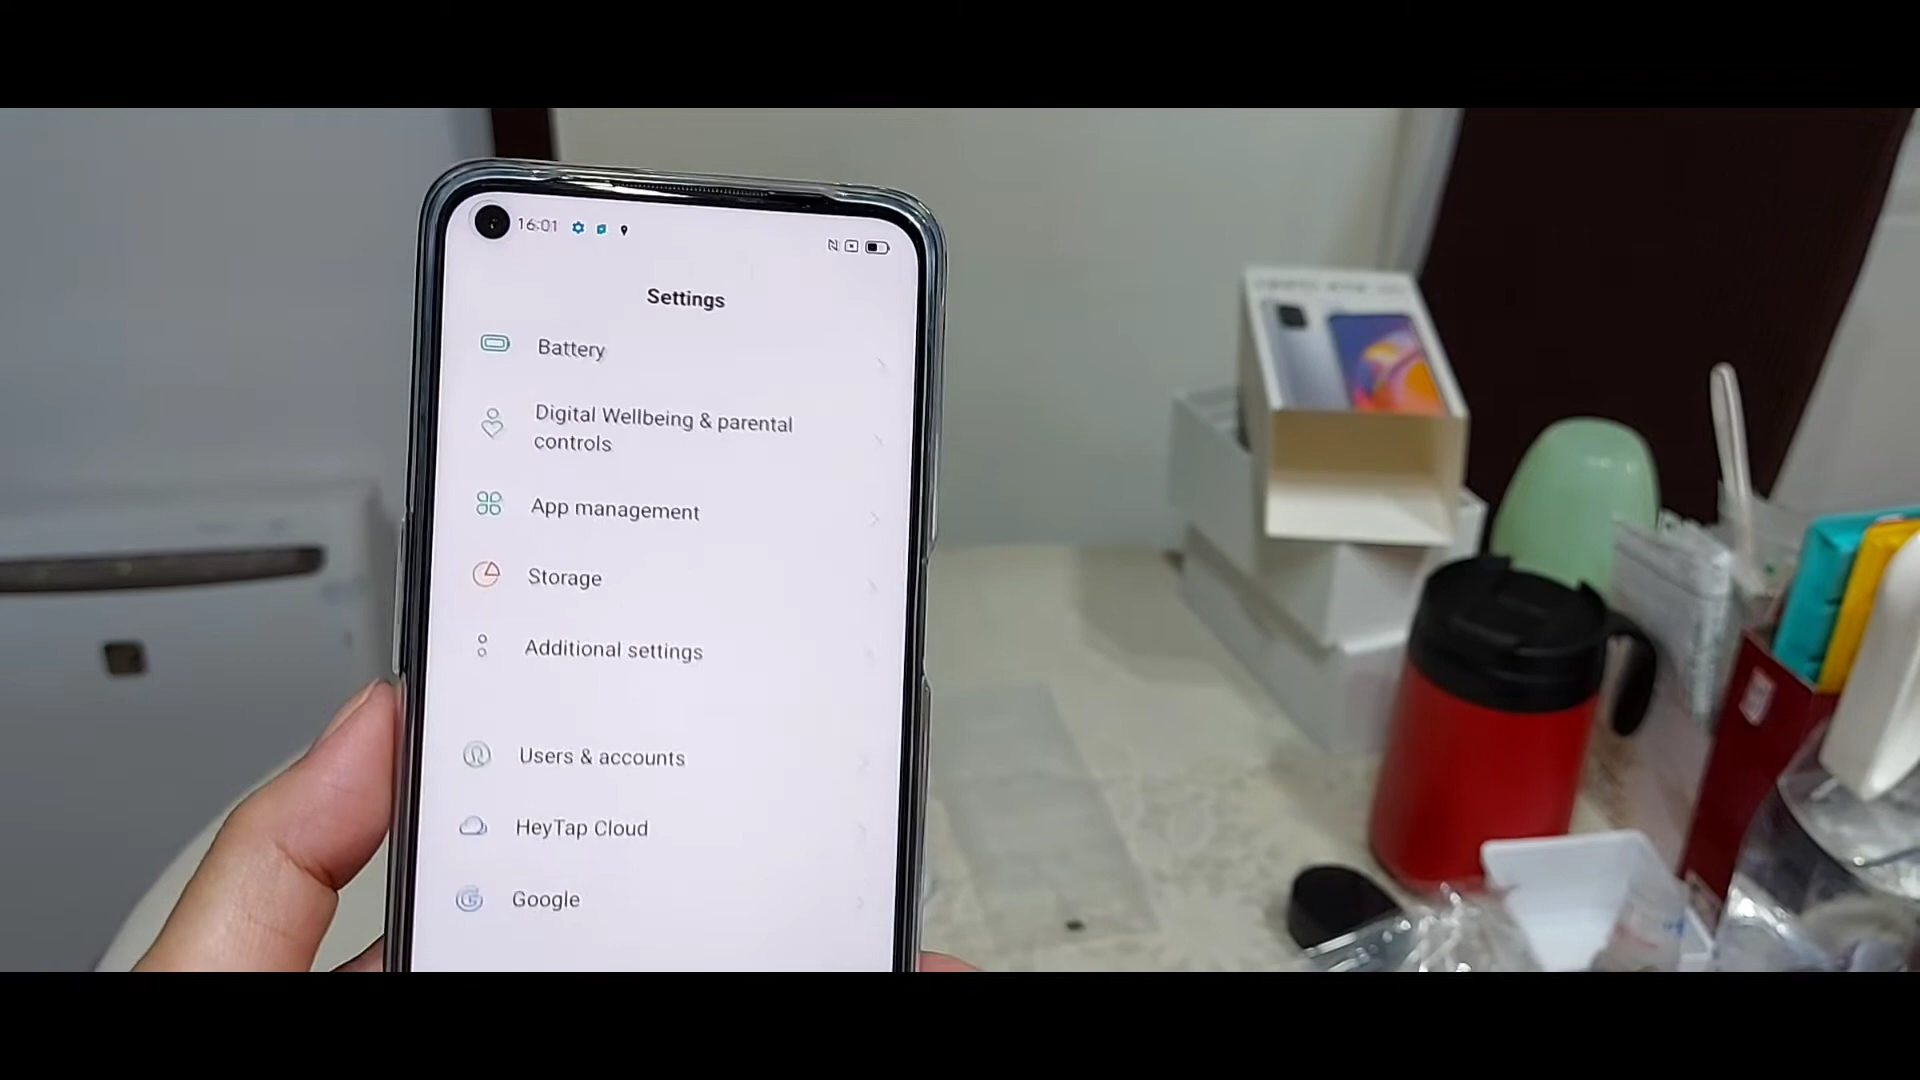 16:01
Settings
Battery
Digital Wellbeing & parental
controls
App management
Storage
Additional settings
Users & accounts
HeyTap Cloud
Google